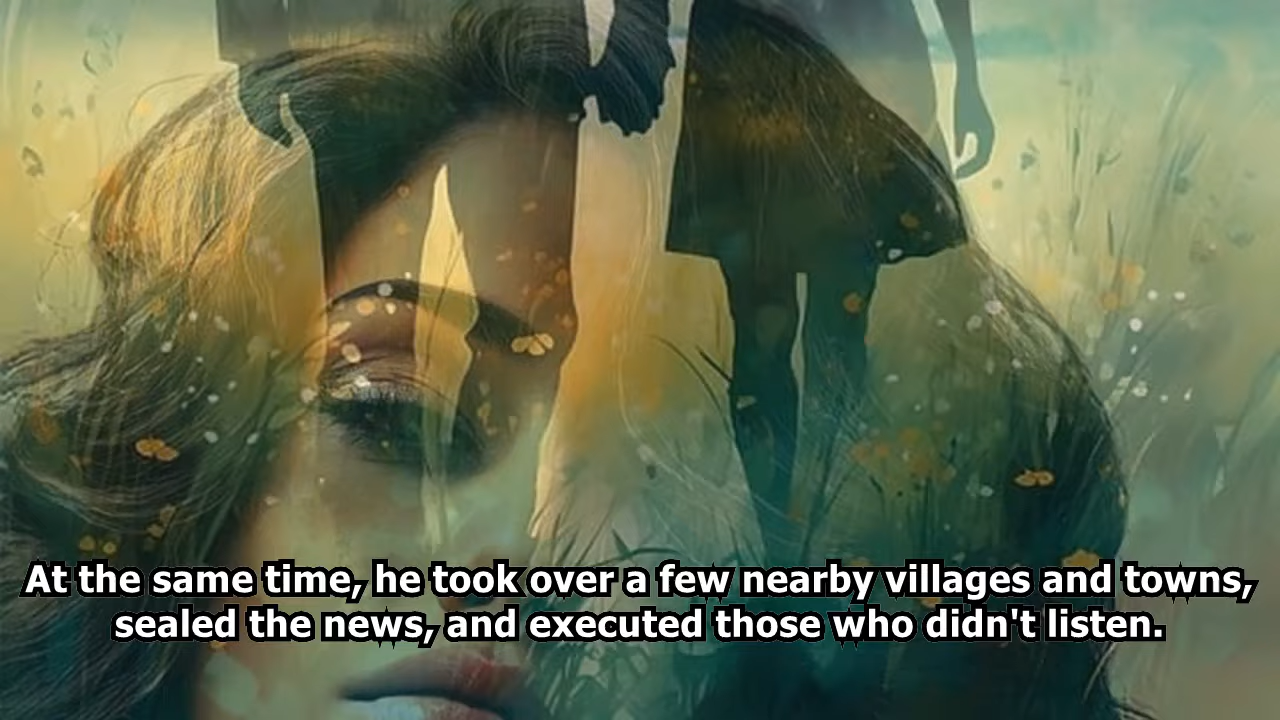 At the same time, he took over a few nearby villages and towns,
sealed the news, and executed those who didn't listen.